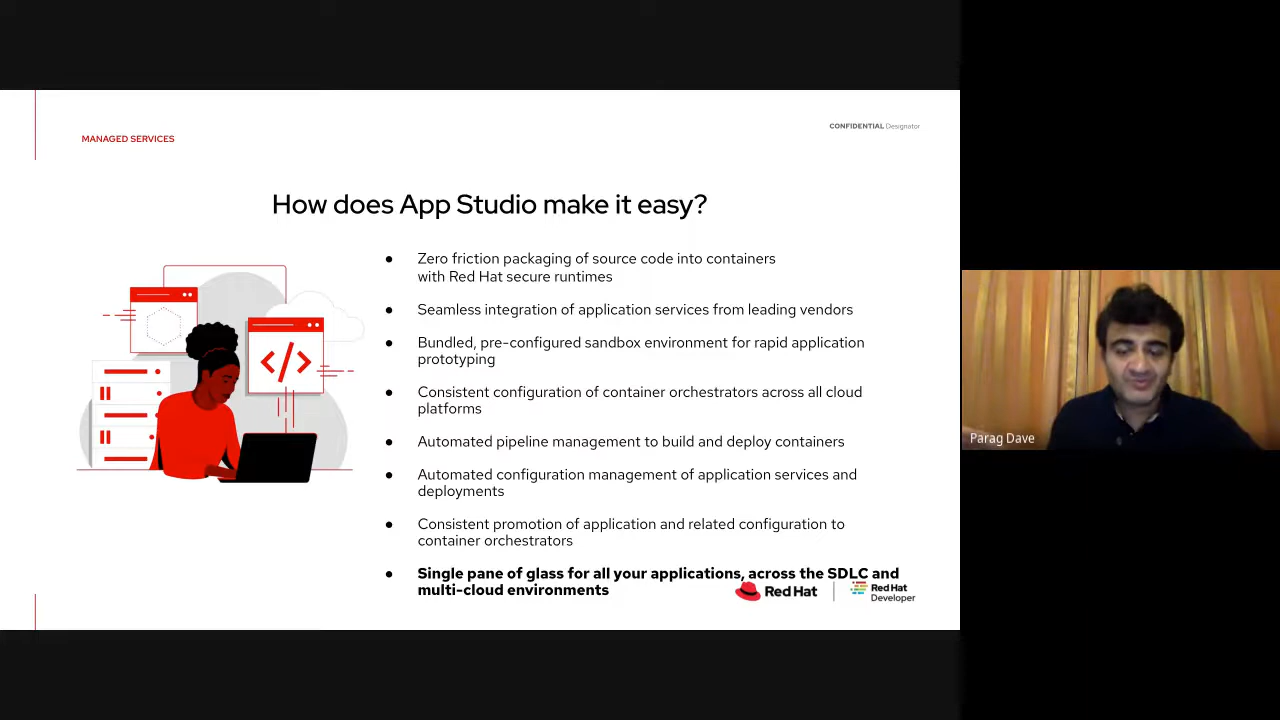 MANAGED SERVICES
CONFIDENTIAL Designator
How does App Studio make it easy?
● Zero friction packaging of source code into containers
with Red Hat secure runtimes
● Seamless integration of application services from leading vendors
● Bundled, pre-configured sandbox environment for rapid application
prototyping
● Consistent configuration of container orchestrators across all cloud
platforms
● Automated pipeline management to build and deploy containers
● Automated configuration management of application services and
deployments
● Consistent promotion of application and related configuration to
container orchestrators
● Single pane of glass for all your applications, across the SDLC and
multi-cloud environments
Red Hat
Red Hat
Developer
Parag Dave